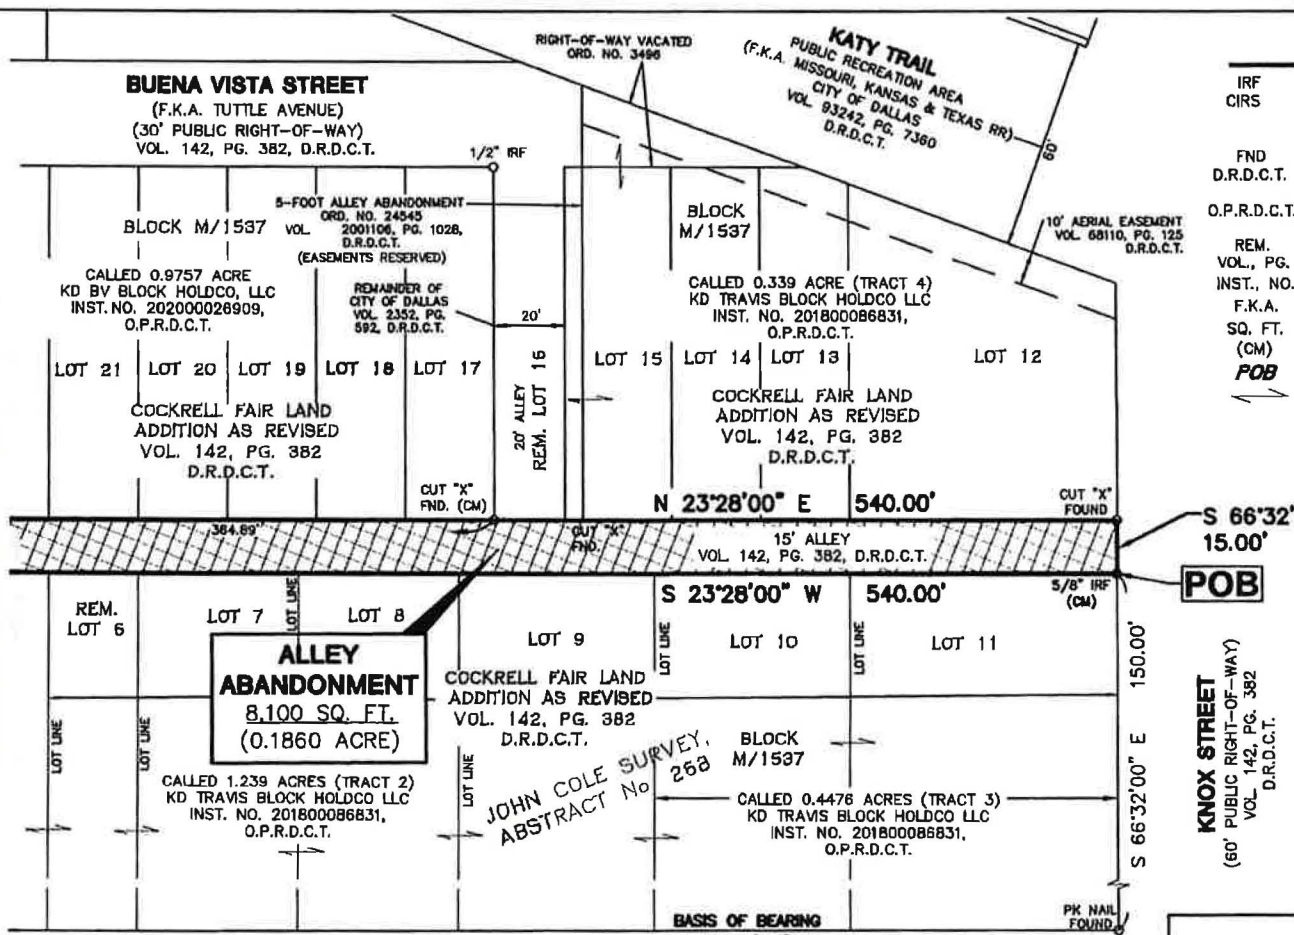 RIGHT-OF-WAY VACATED
ORD. NO. 3496
KATY TRAIL
PUBLIC RECREATION AREA
(F.K.A. MISSOURI, KANSAS & TEXAS RR)
CITY OF DALLAS
VOL. 93242, PG. 7360
D.R.D.C.T.
60'
BUENA VISTA STREET
(F.K.A. TUTTLE AVENUE)
(30' PUBLIC RIGHT-OF-WAY)
VOL. 142, PG. 382, D.R.D.C.T.
1/2" IRF
IRF
CIRS
FND
D.R.D.C.T.
O.P.R.D.C.T.
REM.
VOL., PG.
INST., NO.
F.K.A.
SQ. FT.
(CM)
POB
5-FOOT ALLEY ABANDONMENT
ORD. NO. 24545
VOL. 2001106, PG. 1028,
D.R.D.C.T.
(EASEMENTS RESERVED)
BLOCK M/1537
BLOCK
M/1537
10' AERIAL EASEMENT
VOL. 68110, PG. 125
D.R.D.C.T.
CALLED 0.9757 ACRE
KD BV BLOCK HOLDCO, LLC
INST. NO. 202000026909,
O.P.R.D.C.T.
REMAINDER OF
CITY OF DALLAS
VOL. 2352, PG.
592, D.R.D.C.T.
20'
CALLED 0.339 ACRE (TRACT 4)
KD TRAVIS BLOCK HOLDCO LLC
INST. NO. 201800086831,
O.P.R.D.C.T.
LOT 21
LOT 20
LOT 19
LOT 18
LOT 17
20' ALLEY
REM. LOT 16
LOT 15
LOT 14
LOT 13
LOT 12
COCKRELL FAIR LAND
ADDITION AS REVISED
VOL. 142, PG. 382
D.R.D.C.T.
COCKRELL FAIR LAND
ADDITION AS REVISED
VOL. 142, PG. 382
D.R.D.C.T.
CUT "X"
FND. (CM)
N 23°28'00" E 540.00'
CUT "X"
FOUND
S 66°32'
15.00'
364.89'
CUT "X"
FND.
15' ALLEY
VOL. 142, PG. 382, D.R.D.C.T.
S 23°28'00" W 540.00'
5/8" IRF
(CM)
POB
REM.
LOT 6
LOT 7
LOT LINE
LOT 8
LOT 9
LOT LINE
LOT 10
LOT LINE
LOT 11
ALLEY
ABANDONMENT
8,100 SQ. FT.
(0.1860 ACRE)
COCKRELL FAIR LAND
ADDITION AS REVISED
VOL. 142, PG. 382
D.R.D.C.T.
LOT LINE
LOT LINE
LOT LINE
JOHN COLE SURVEY,
ABSTRACT No 268
BLOCK
M/1537
CALLED 1.239 ACRES (TRACT 2)
KD TRAVIS BLOCK HOLDCO LLC
INST. NO. 201800086831,
O.P.R.D.C.T.
CALLED 0.4476 ACRES (TRACT 3)
KD TRAVIS BLOCK HOLDCO LLC
INST. NO. 201800086831,
O.P.R.D.C.T.
S 66°32'00" E 150.00'
KNOX STREET
(60' PUBLIC RIGHT-OF-WAY)
VOL 142, PG. 382
D.R.D.C.T.
BASIS OF BEARING
PK NAIL
FOUND